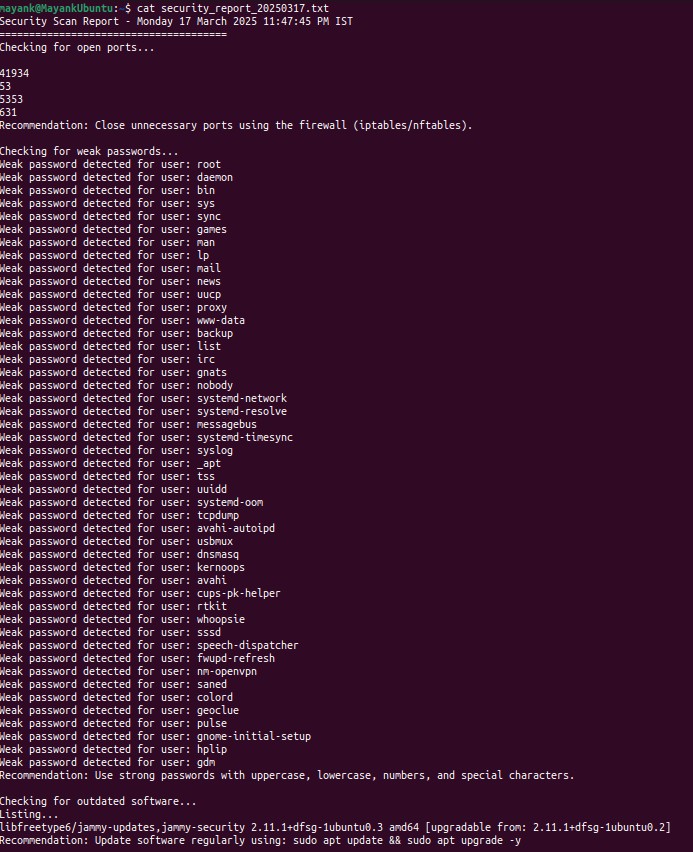 mayank@MayankUbuntu:~$ cat security_report_20250317.txt
Security Scan Report - Monday 17 March 2025 11:47:45 PM IST
===================================
Checking for open ports...
41934
53
5353
631
Recommendation: Close unnecessary ports using the firewall (iptables/nftables).
Checking for weak passwords...
Weak password detected for user: root
Weak password detected for user: daemon
Weak password detected for user: bin
Weak password detected for user: sys
Weak password detected for user: sync
Weak password detected for user: games
Weak password detected for user: man
Weak password detected for user: lp
Weak password detected for user: mail
Weak password detected for user: news
Weak password detected for user: uucp
Weak password detected for user: proxy
Weak password detected for user: www-data
Weak password detected for user: backup
Weak password detected for user: list
Weak password detected for user: irc
Weak password detected for user: gnats
Weak password detected for user: nobody
Weak password detected for user: systemd-network
Weak password detected for user: systemd-resolve
Weak password detected for user: messagebus
Weak password detected for user: systemd-timesync
Weak password detected for user: syslog
Weak password detected for user: _apt
Weak password detected for user: tss
Weak password detected for user: uuidd
Weak password detected for user: systemd-oom
Weak password detected for user: tcpdump
Weak password detected for user: avahi-autoipd
Weak password detected for user: usbmux
Weak password detected for user: dnsmasq
Weak password detected for user: kernoops
Weak password detected for user: avahi
Weak password detected for user: cups-pk-helper
Weak password detected for user: rtkit
Weak password detected for user: whoopsie
Weak password detected for user: sssd
Weak password detected for user: speech-dispatcher
Weak password detected for user: fwupd-refresh
Weak password detected for user: nm-openvpn
Weak password detected for user: saned
Weak password detected for user: colord
Weak password detected for user: geoclue
Weak password detected for user: pulse
Weak password detected for user: gnome-initial-setup
Weak password detected for user: hplip
Weak password detected for user: gdm
Recommendation: Use strong passwords with uppercase, lowercase, numbers, and special characters.
Checking for outdated software...
Listing...
libfreetype6/jammy-updates,jammy-security 2.11.1+dfsg-1ubuntu0.3 amd64 [upgradable from: 2.11.1+dfsg-1ubuntu0.2]
Recommendation: Update software regularly using: sudo apt update && sudo apt upgrade -y